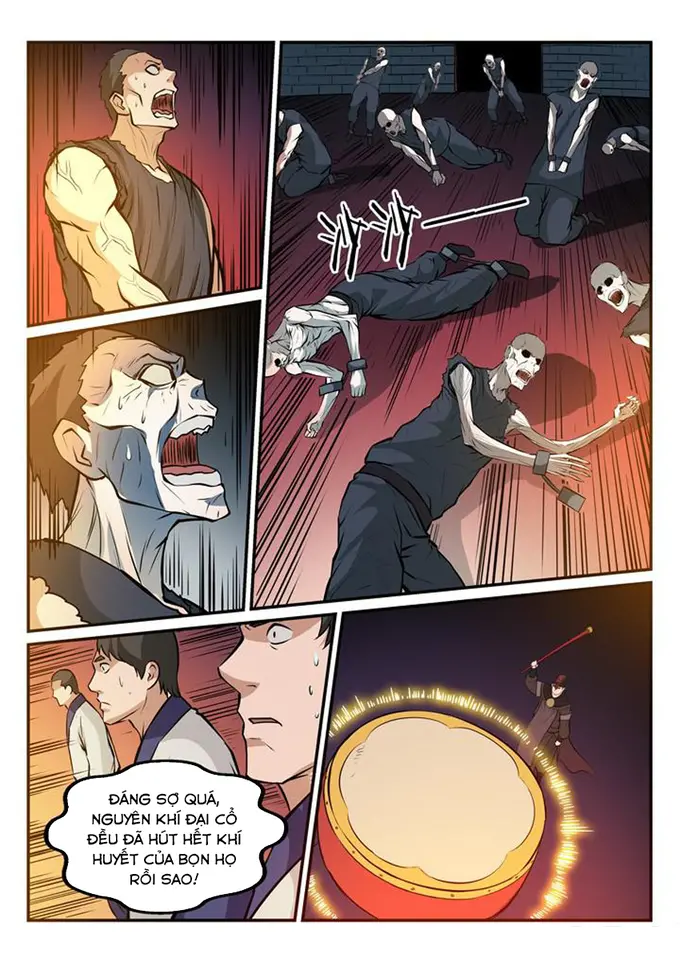 ĐÁNG SỢ QUÁ,
NGUYÊN KHÍ ĐẠI CỔ
ĐỀU ĐÃ HÚT HẾT KHÍ
HUYẾT CỦA BỌN HỌ
RỒI SAO!